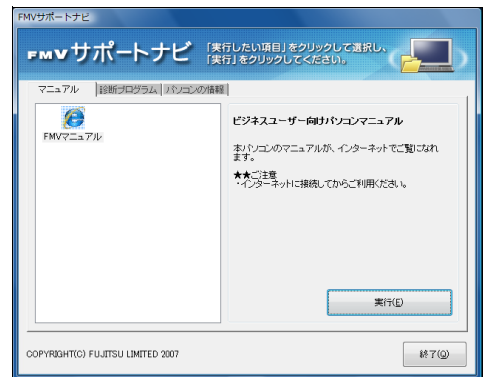 FMVサポートナビ
FMVサポートナビ
「実行したい項目」をクリックして選択し、
「実行」をクリックしてください。
マニュアル 診断プログラム パソコンの情報
FMVマニュアル
ビジネスユーザー向けパソコンマニュアル
本パソコンのマニュアルが、インターネットでご覧になれ
ます。
★★ご注意
・インターネットに接続してからご利用ください。
実行(E)
COPYRIGHT(C) FUJITSU LIMITED 2007
終了(Q)